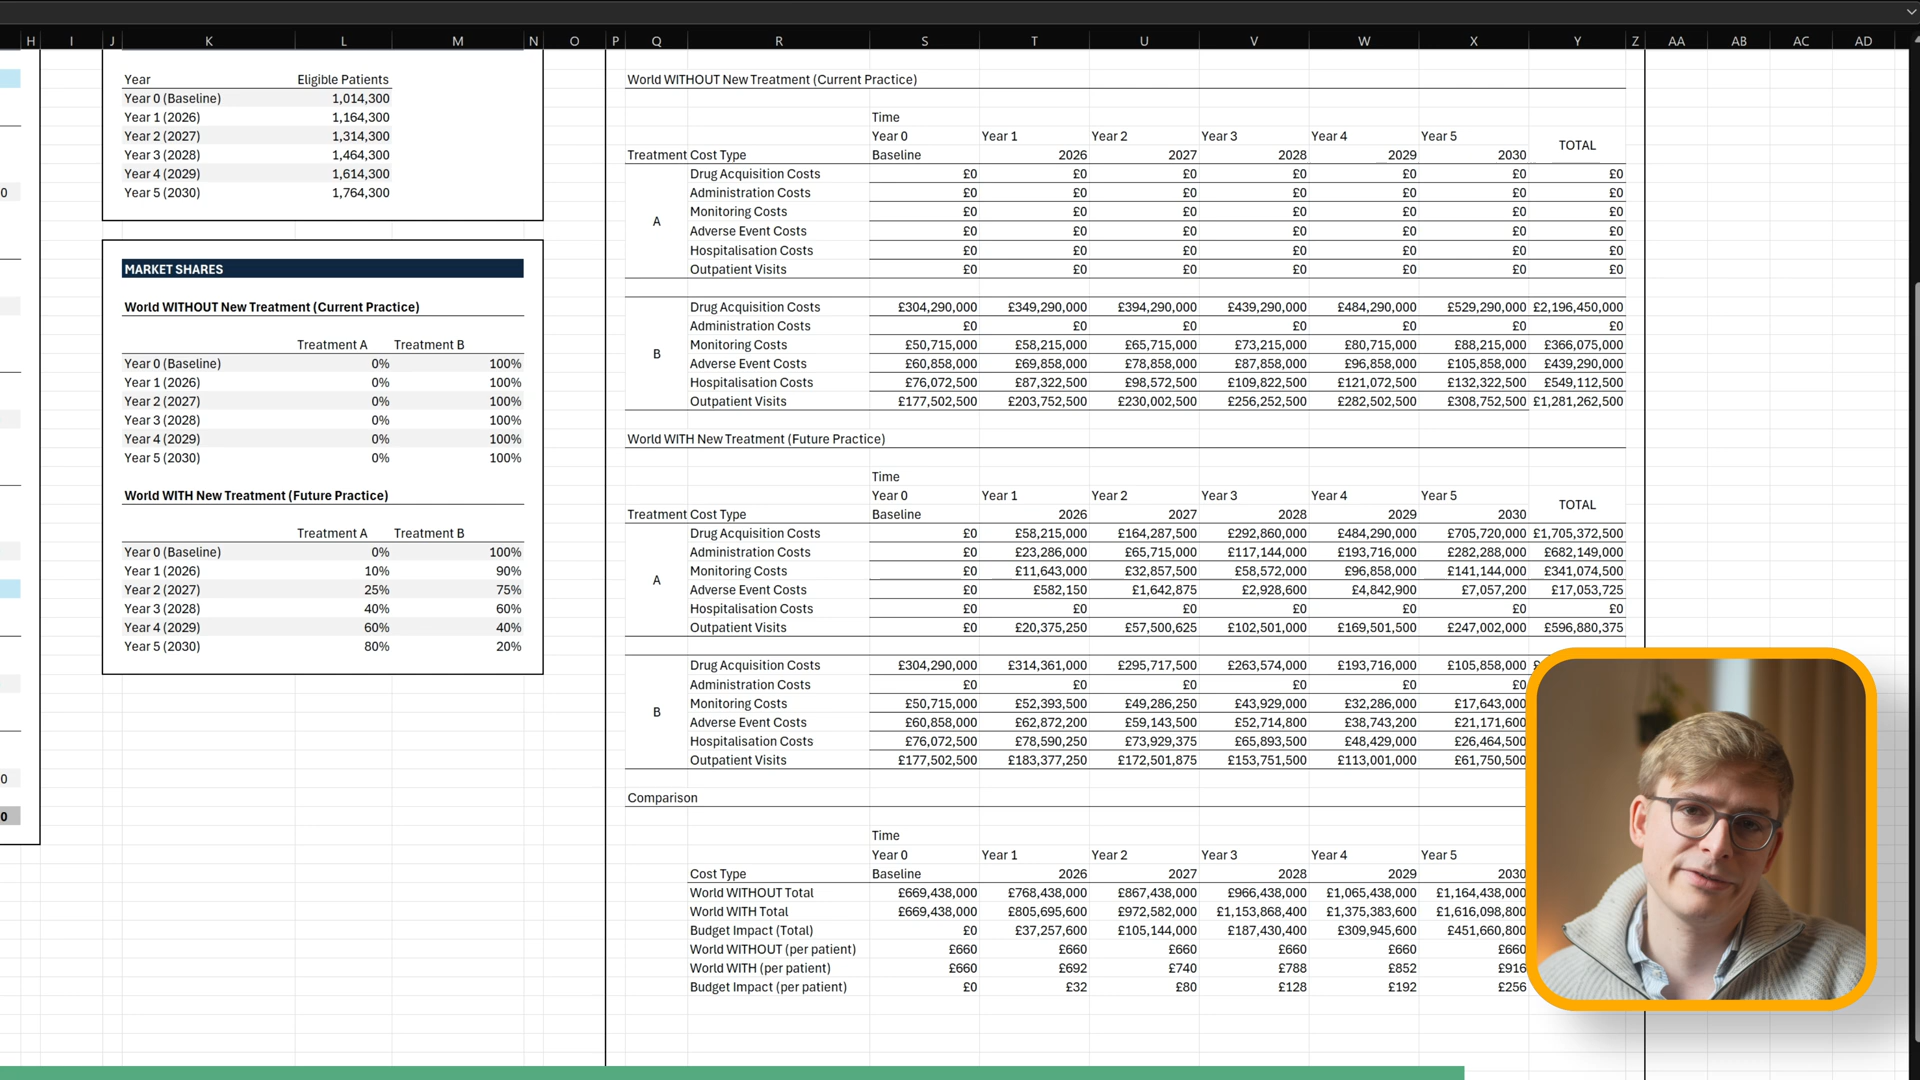 H I J K L M N O P Q R S T U V W X Y Z AA AB AC AD
Year Eligible Patients
Year 0 (Baseline) 1,014,300
Year 1 (2026) 1,164,300
Year 2 (2027) 1,314,300
Year 3 (2028) 1,464,300
Year 4 (2029) 1,614,300
Year 5 (2030) 1,764,300
MARKET SHARES
World WITHOUT New Treatment (Current Practice)
Treatment A Treatment B
Year 0 (Baseline) 0% 100%
Year 1 (2026) 0% 100%
Year 2 (2027) 0% 100%
Year 3 (2028) 0% 100%
Year 4 (2029) 0% 100%
Year 5 (2030) 0% 100%
World WITH New Treatment (Future Practice)
Treatment A Treatment B
Year 0 (Baseline) 0% 100%
Year 1 (2026) 10% 90%
Year 2 (2027) 25% 75%
Year 3 (2028) 40% 60%
Year 4 (2029) 60% 40%
Year 5 (2030) 80% 20%
World WITHOUT New Treatment (Current Practice)
Time
Year 0 Year 1 Year 2 Year 3 Year 4 Year 5 TOTAL
Treatment Cost Type Baseline 2026 2027 2028 2029 2030
A
Drug Acquisition Costs £0 £0 £0 £0 £0 £0 £0
Administration Costs £0 £0 £0 £0 £0 £0 £0
Monitoring Costs £0 £0 £0 £0 £0 £0 £0
Adverse Event Costs £0 £0 £0 £0 £0 £0 £0
Hospitalisation Costs £0 £0 £0 £0 £0 £0 £0
Outpatient Visits £0 £0 £0 £0 £0 £0 £0
B
Drug Acquisition Costs £304,290,000 £349,290,000 £394,290,000 £439,290,000 £484,290,000 £529,290,000 £2,196,450,000
Administration Costs £0 £0 £0 £0 £0 £0 £0
Monitoring Costs £50,715,000 £58,215,000 £65,715,000 £73,215,000 £80,715,000 £88,215,000 £366,075,000
Adverse Event Costs £60,858,000 £69,858,000 £78,858,000 £87,858,000 £96,858,000 £105,858,000 £439,290,000
Hospitalisation Costs £76,072,500 £87,322,500 £98,572,500 £109,822,500 £121,072,500 £132,322,500 £549,112,500
Outpatient Visits £177,502,500 £203,752,500 £230,002,500 £256,252,500 £282,502,500 £308,752,500 £1,281,262,500
World WITH New Treatment (Future Practice)
Time
Year 0 Year 1 Year 2 Year 3 Year 4 Year 5 TOTAL
Treatment Cost Type Baseline 2026 2027 2028 2029 2030
A
Drug Acquisition Costs £0 £58,215,000 £164,287,500 £292,860,000 £484,290,000 £705,720,000 £1,705,372,500
Administration Costs £0 £23,286,000 £65,715,000 £117,144,000 £193,716,000 £282,288,000 £682,149,000
Monitoring Costs £0 £11,643,000 £32,857,500 £58,572,000 £96,858,000 £141,144,000 £341,074,500
Adverse Event Costs £0 £582,150 £1,642,875 £2,928,600 £4,842,900 £7,057,200 £17,053,725
Hospitalisation Costs £0 £0 £0 £0 £0 £0 £0
Outpatient Visits £0 £20,375,250 £57,500,625 £102,501,000 £169,501,500 £247,002,000 £596,880,375
B
Drug Acquisition Costs £304,290,000 £314,361,000 £295,717,500 £263,574,000 £193,716,000 £105,858,000
Administration Costs £0 £0 £0 £0 £0 £0
Monitoring Costs £50,715,000 £52,393,500 £49,286,250 £43,929,000 £32,286,000 £17,643,000
Adverse Event Costs £60,858,000 £62,872,200 £59,143,500 £52,714,800 £38,743,200 £21,171,600
Hospitalisation Costs £76,072,500 £78,590,250 £73,929,375 £65,893,500 £48,429,000 £26,464,500
Outpatient Visits £177,502,500 £183,377,250 £172,501,875 £153,751,500 £113,001,000 £61,750,500
Comparison
Time
Year 0 Year 1 Year 2 Year 3 Year 4 Year 5
Cost Type Baseline 2026 2027 2028 2029 2030
World WITHOUT Total £669,438,000 £768,438,000 £867,438,000 £966,438,000 £1,065,438,000 £1,164,438,000
World WITH Total £669,438,000 £805,695,600 £972,582,000 £1,153,868,400 £1,375,383,600 £1,616,098,800
Budget Impact (Total) £0 £37,257,600 £105,144,000 £187,430,400 £309,945,600 £451,660,800
World WITHOUT (per patient) £660 £660 £660 £660 £660 £660
World WITH (per patient) £660 £692 £740 £788 £852 £916
Budget Impact (per patient) £0 £32 £80 £128 £192 £256